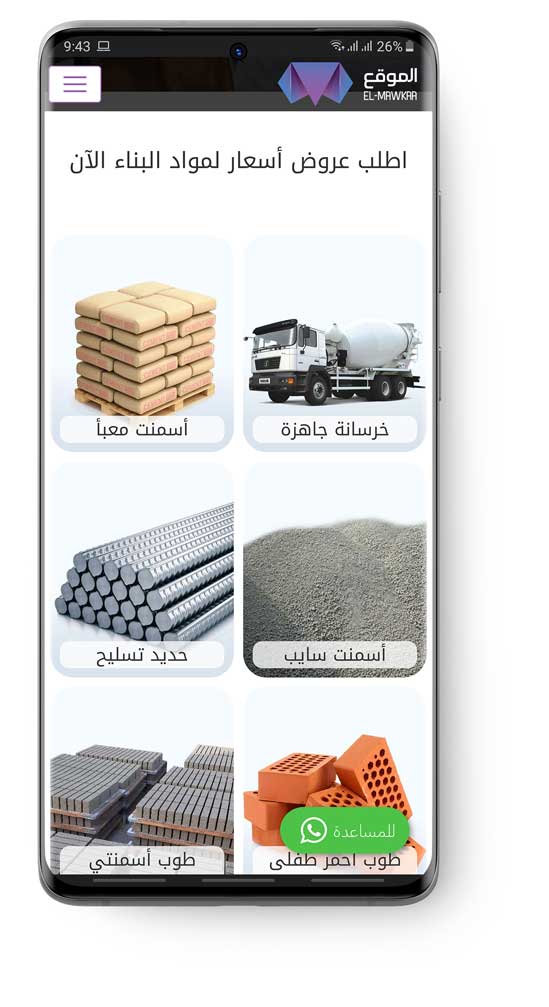 9:43
26%
الموقع
EL-MAWKAA
اطلب عروض أسعار لمواد البناء الآن
خرسانة جاهزة
أسمنت معبأ
أسمنت سايب
حديد تسليح
للمساعدة
طوب احمر طفلى
طوب أسمنتي